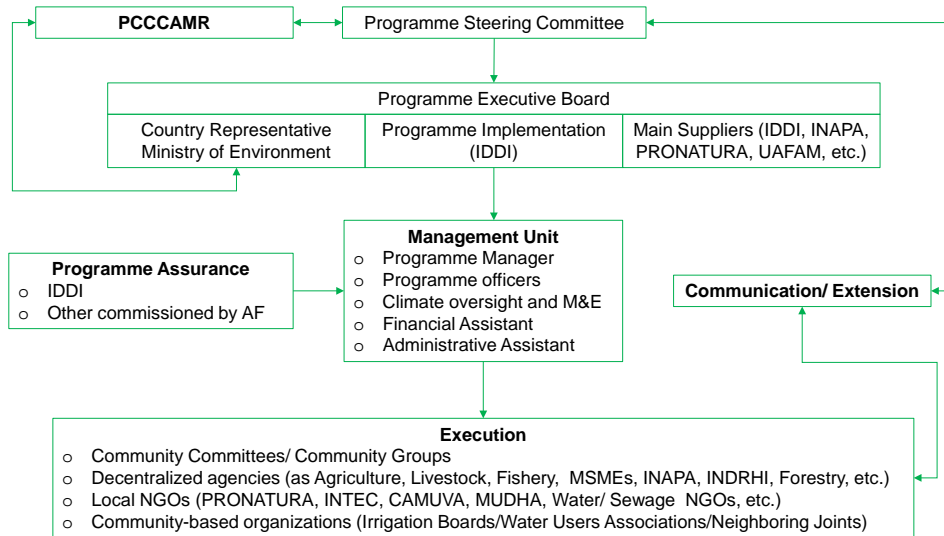 PCCCAMR
Programme Steering Committee
Programme Executive Board
Country Representative
Ministry of Environment
Programme Implementation
(IDDI)
Main Suppliers (IDDI, INAPA,
PRONATURA, UAFAM, etc.)
Management Unit
o Programme Manager
o Programme officers
o Climate oversight and M&E
o Financial Assistant
o Administrative Assistant
Programme Assurance
o IDDI
o Other commissioned by AF
Communication/ Extension
Execution
o Community Committees/ Community Groups
o Decentralized agencies (as Agriculture, Livestock, Fishery, MSMEs, INAPA, INDRHI, Forestry, etc.)
o Local NGOs (PRONATURA, INTEC, CAMUVA, MUDHA, Water/ Sewage NGOs, etc.)
o Community-based organizations (Irrigation Boards/Water Users Associations/Neighboring Joints)